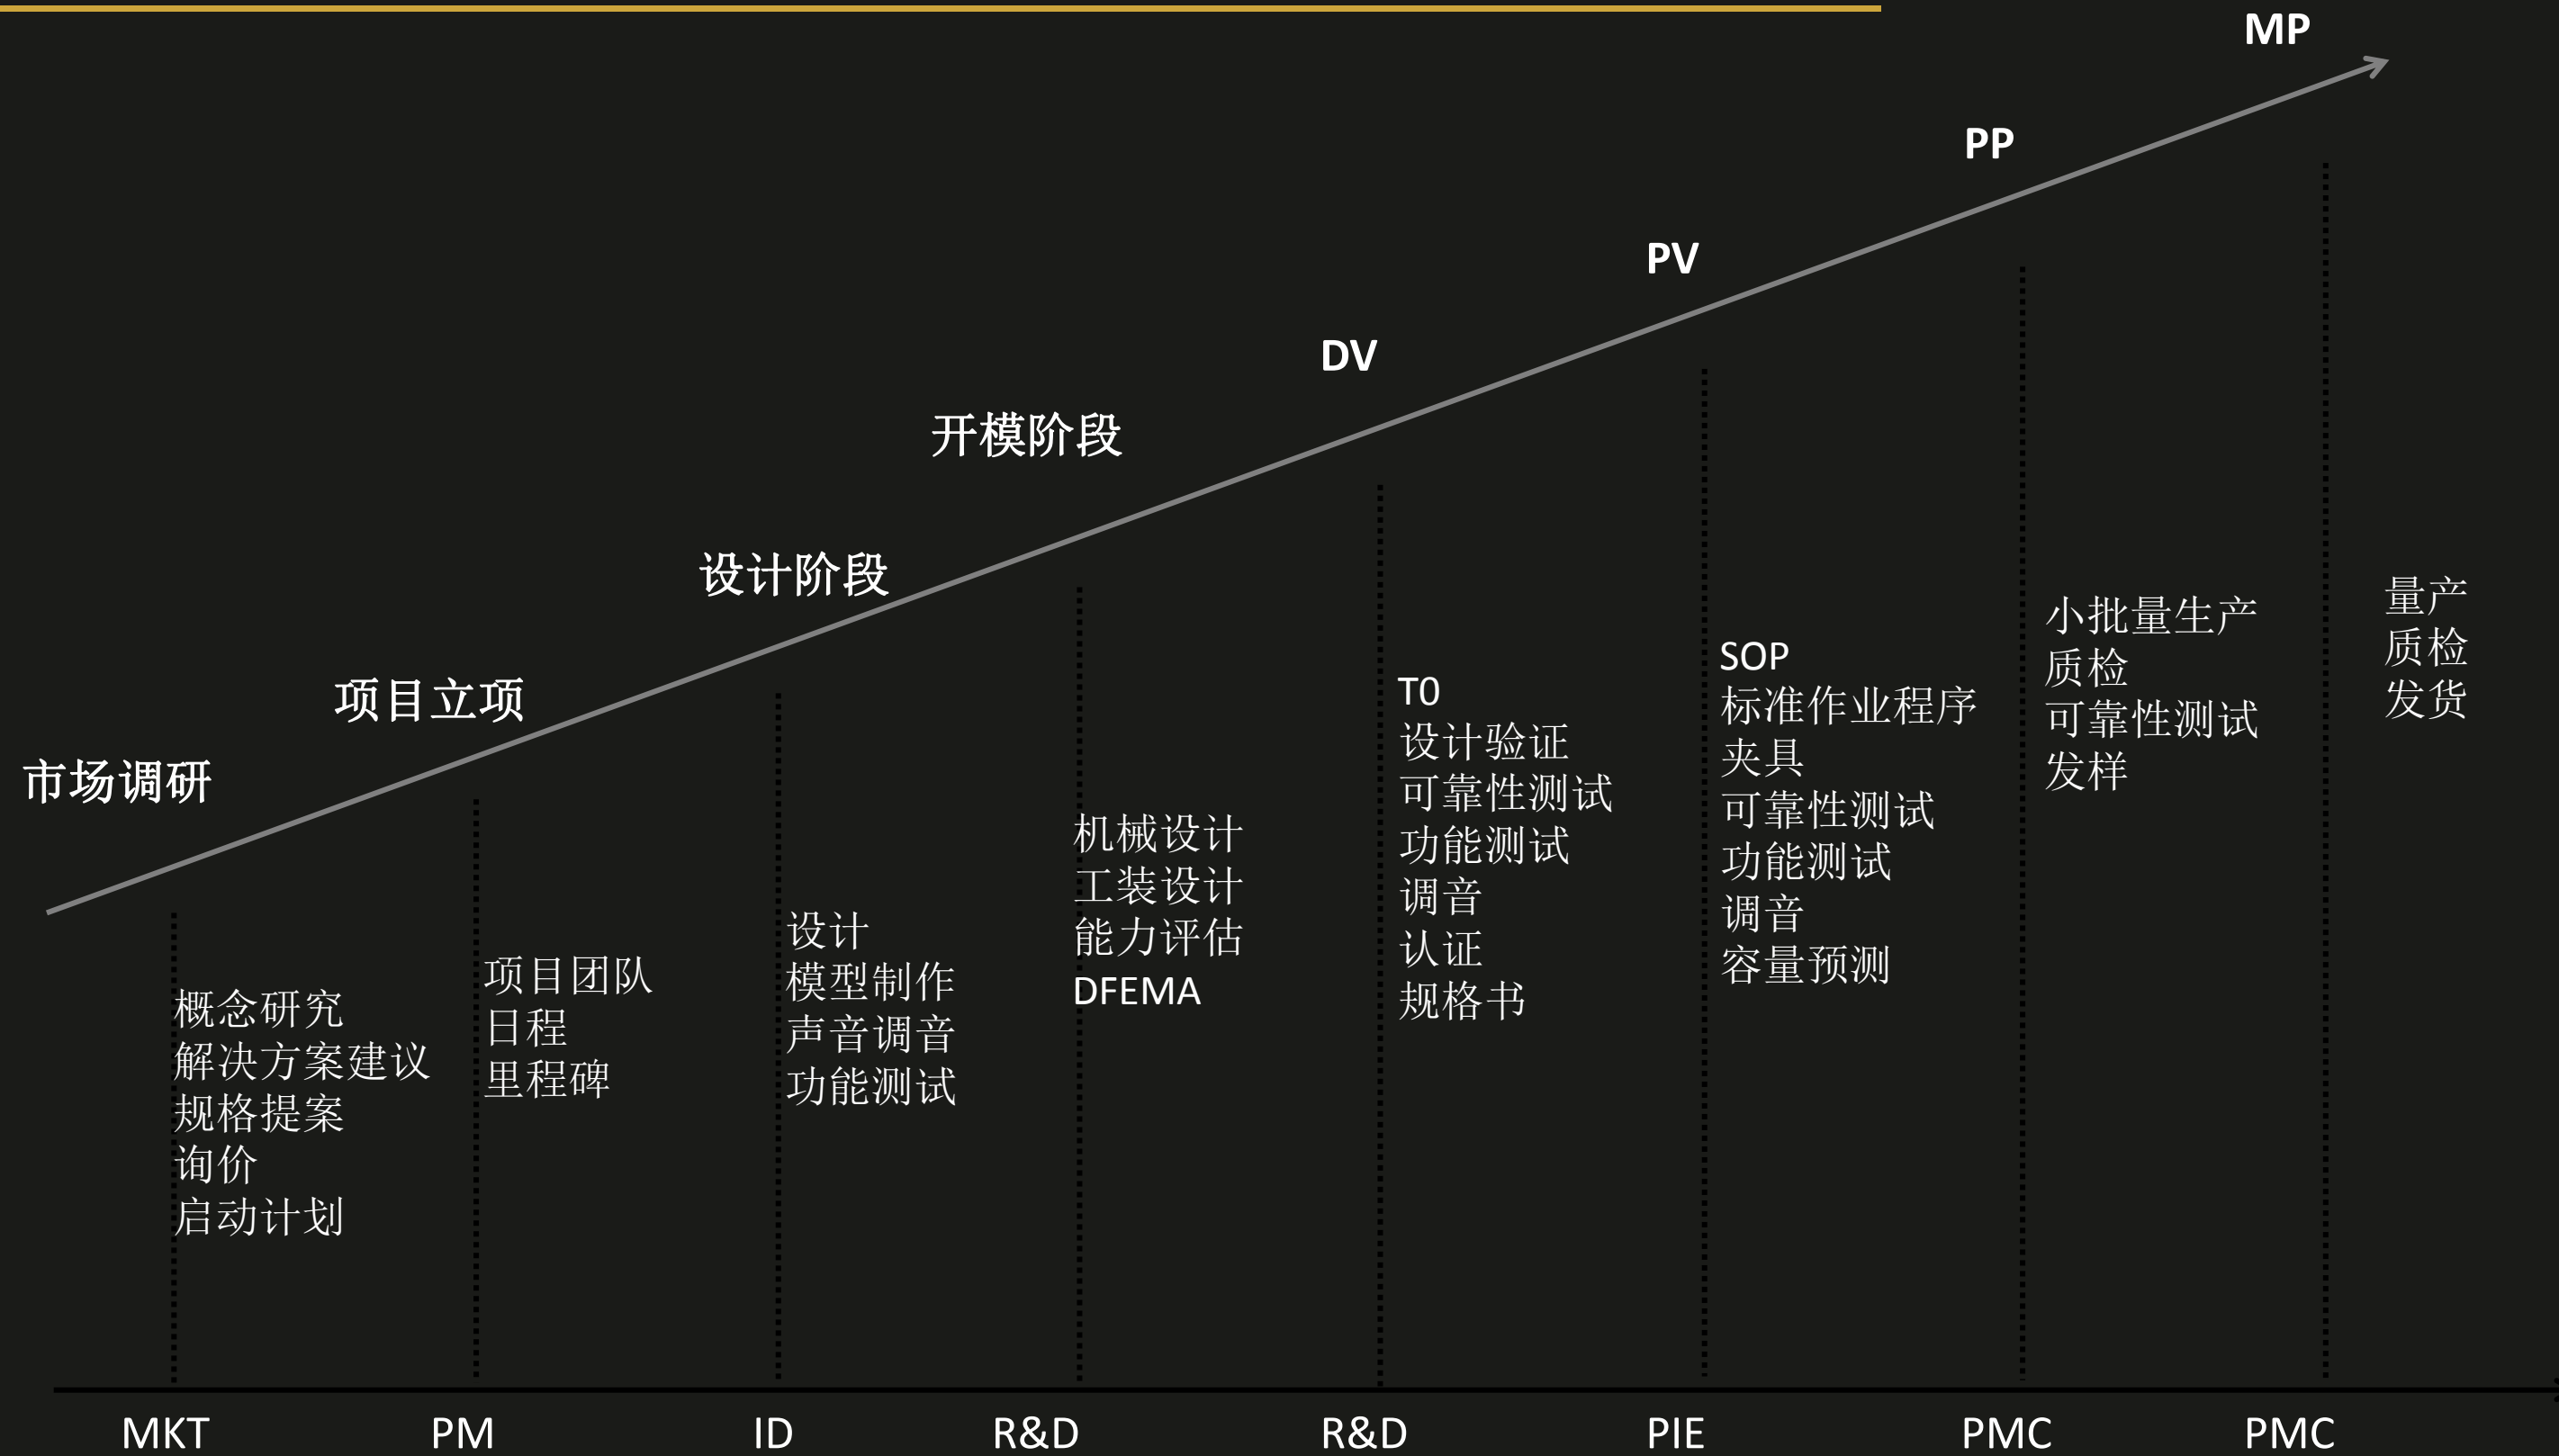 市场调研
项目立项
设计阶段
开模阶段
DV
PV
PP
MP
概念研究
解决方案建议
规格提案
询价
启动计划
项目团队
日程
里程碑
设计
模型制作
声音调音
功能测试
机械设计
工装设计
能力评估
DFEMA
T0
设计验证
可靠性测试
功能测试
调音
认证
规格书
SOP
标准作业程序
夹具
可靠性测试
功能测试
调音
容量预测
小批量生产
质检
可靠性测试
发样
量产
质检
发货
MKT
PM
ID
R&D
R&D
PIE
PMC
PMC